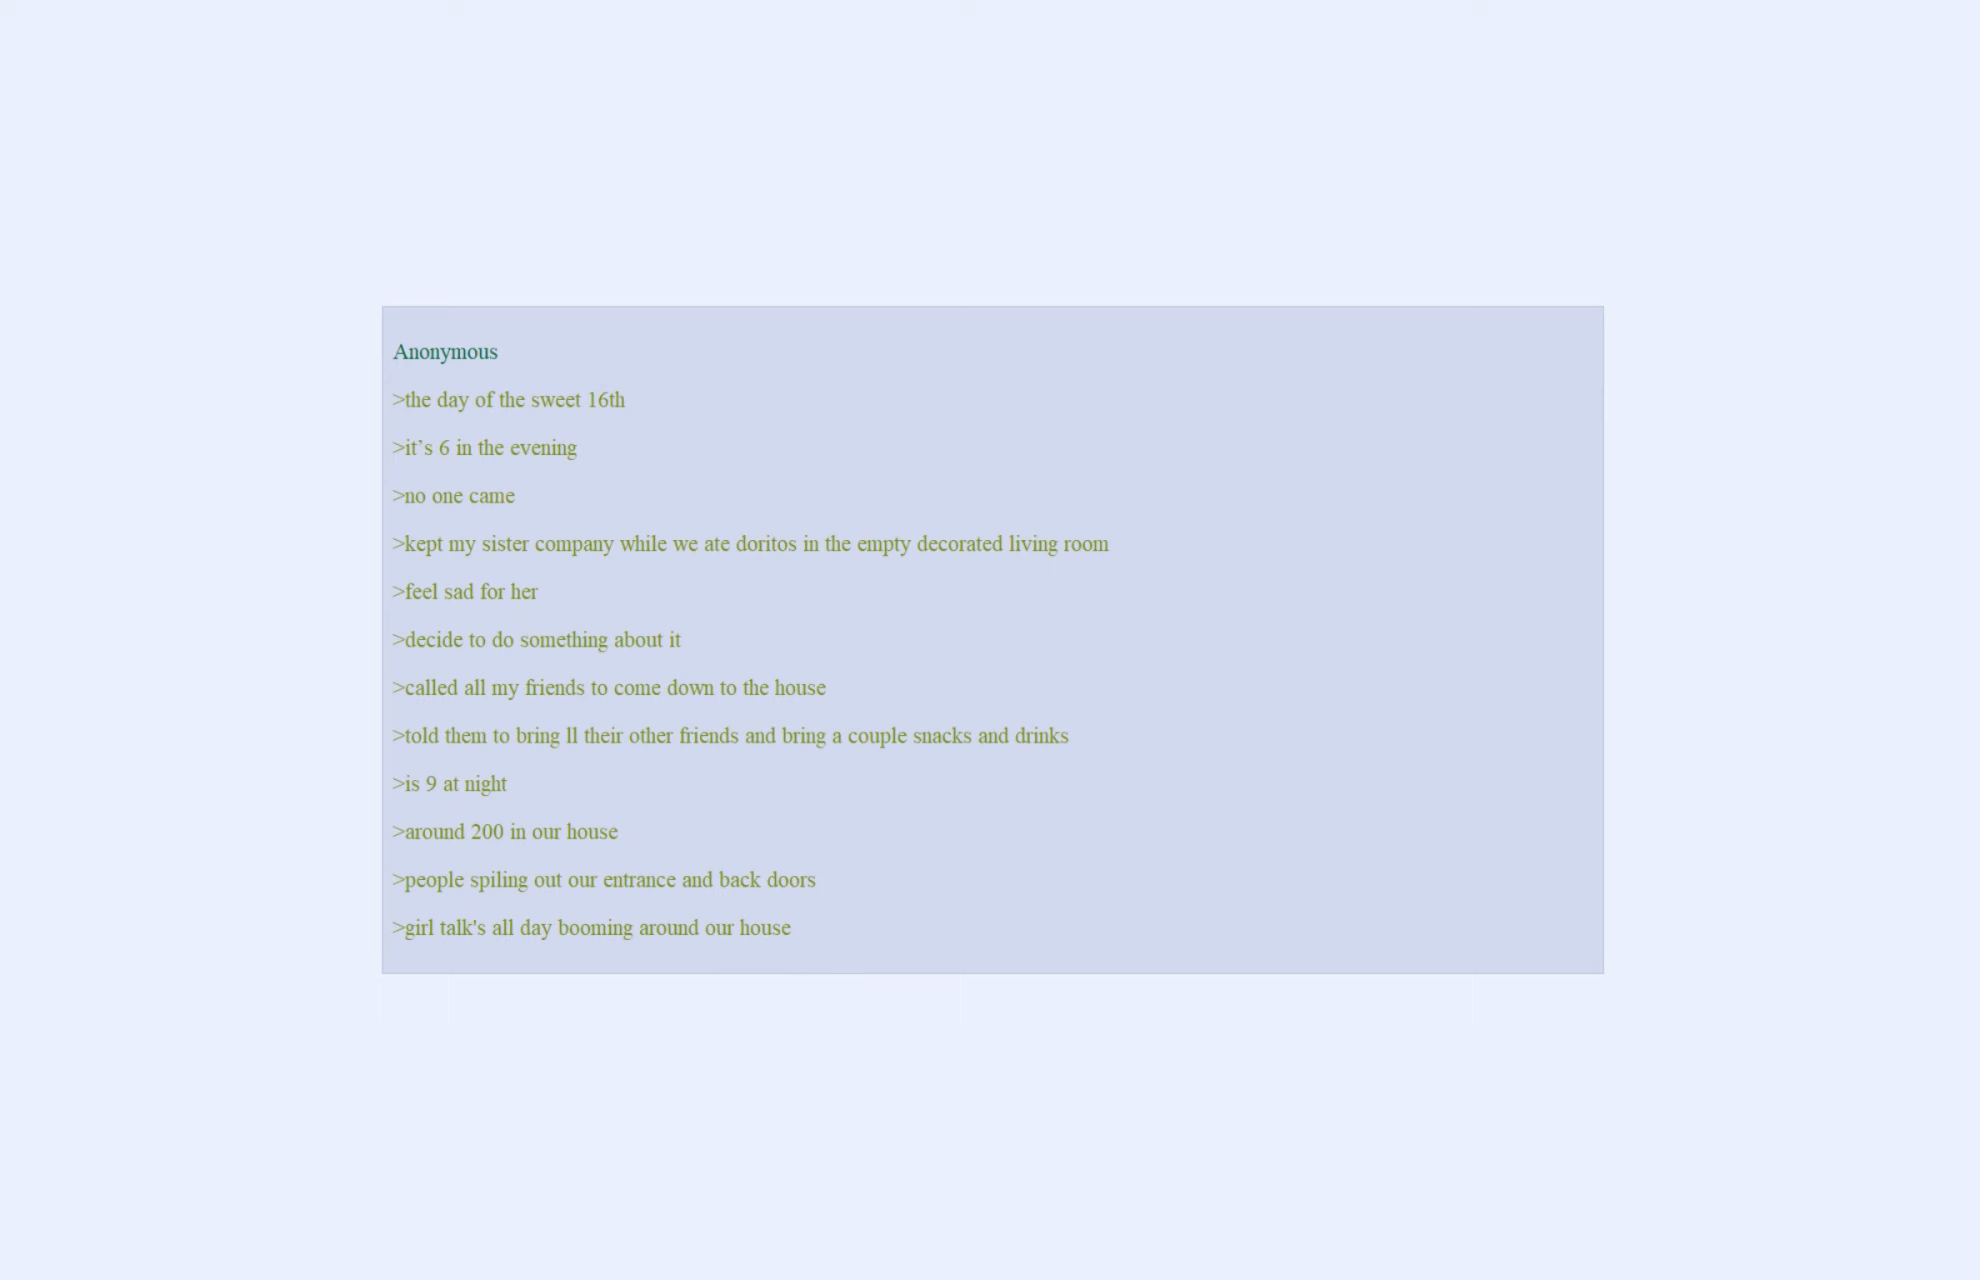 Anonymous
>the day of the sweet 16th
>it’s 6 in the evening
>no one came
>kept my sister company while we ate doritos in the empty decorated living room
>feel sad for her
>decide to do something about it
>called all my friends to come down to the house
>told them to bring ll their other friends and bring a couple snacks and drinks
>is 9 at night
>around 200 in our house
>people spiling out our entrance and back doors
>girl talk's all day booming around our house